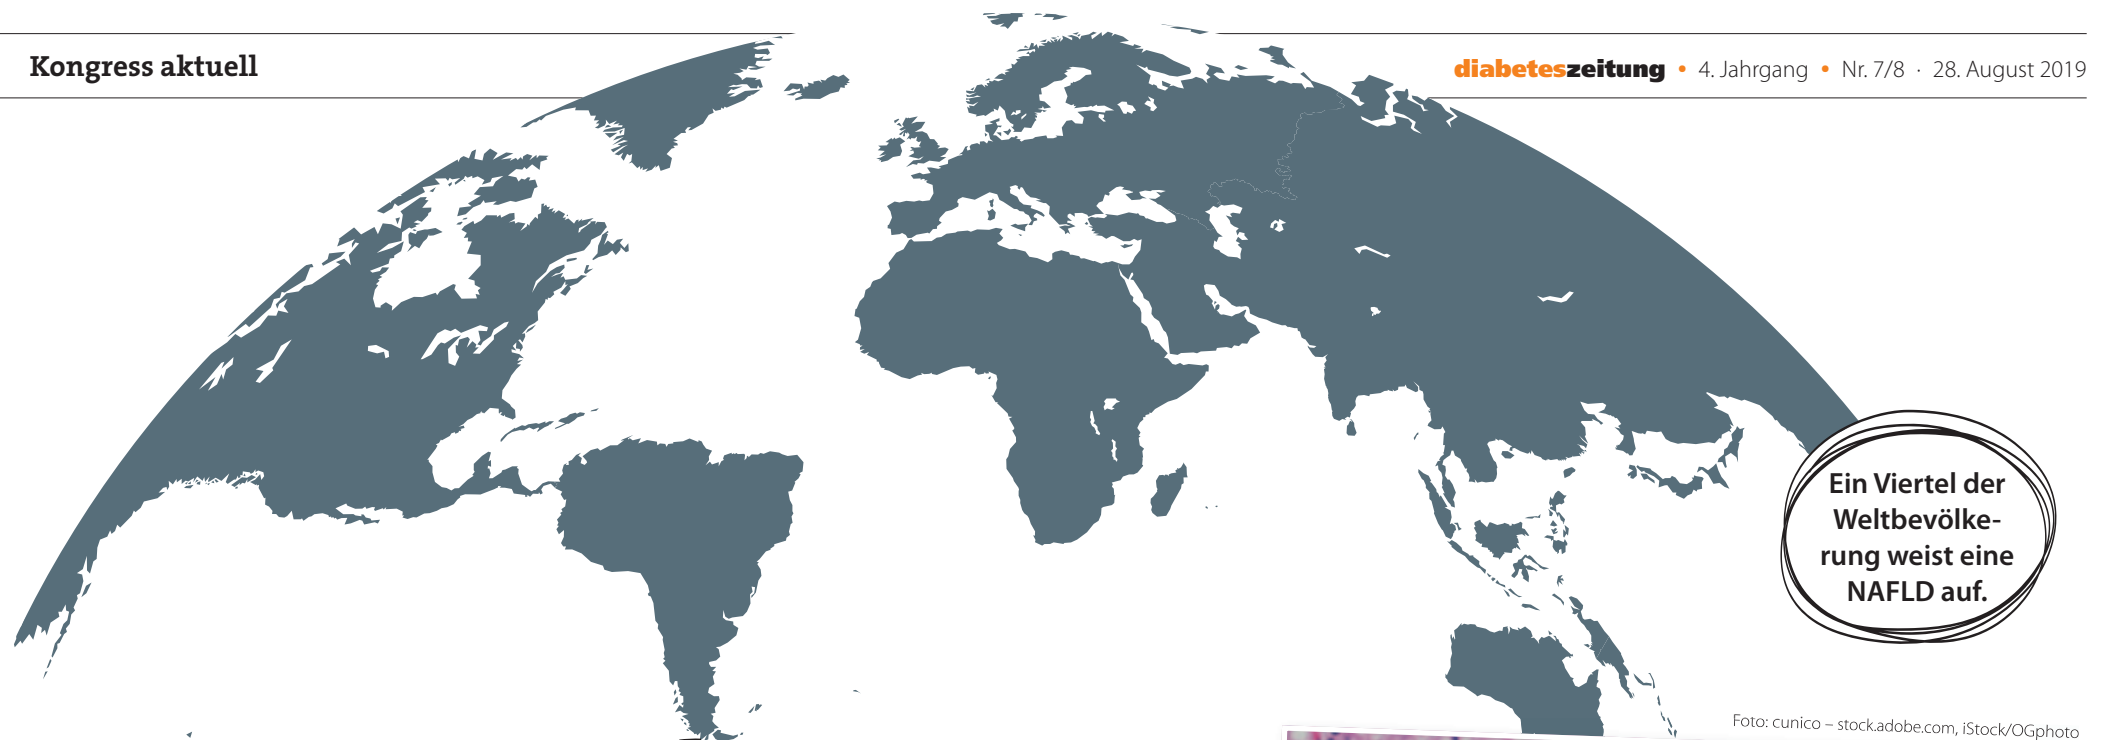 Kongress aktuell
diabeteszeitung • 4. Jahrgang • Nr. 7/8 · 28. August 2019
Ein Viertel der
Weltbevölke-
rung weist eine
NAFLD auf.
Foto: cunico – stock.adobe.com, iStock/OGphoto